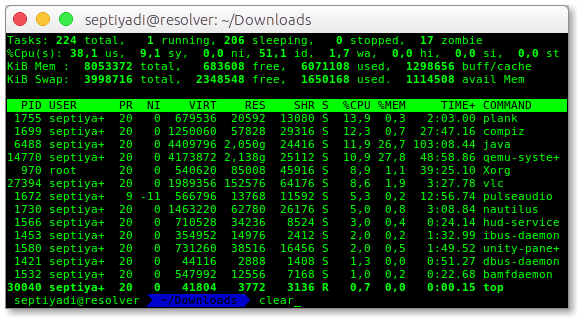 septiyadi@resolver: ~/Downloads
Tasks: 224 total, 1 running, 206 sleeping, 0 stopped, 17 zombie
%Cpu(s): 38,1 us, 9,1 sy, 0,0 ni, 51,1 id, 1,7 wa, 0,0 hi, 0,0 si, 0,0 st
KiB Mem : 8053372 total, 683608 free, 6071108 used, 1298656 buff/cache
KiB Swap: 3998716 total, 2348548 free, 1650168 used. 1114508 avail Mem
PID USER PR NI VIRT RES SHR S %CPU %MEM TIME+ COMMAND
1755 septiya+ 20 0 679536 20592 13080 S 13,9 0,3 2:03.00 plank
1699 septiya+ 20 0 1250060 57828 29316 S 12,3 0,7 27:47.16 compiz
6488 septiya+ 20 0 4409796 2,050g 24416 S 11,9 26,7 103:08.44 java
14770 septiya+ 20 0 4173872 2,138g 25112 S 10,9 27,8 48:58.86 qemu-syste+
970 root 20 0 540620 85008 45916 S 8,9 1,1 39:25.10 Xorg
27394 septiya+ 20 0 1989356 152576 64176 S 8,6 1,9 3:27.78 vlc
1672 septiya+ 9 -11 566796 13768 11592 S 5,3 0,2 12:56.74 pulseaudio
1730 septiya+ 20 0 1463220 62780 26176 S 5,0 0,8 3:08.84 nautilus
1566 septiya+ 20 0 710528 34236 8524 S 3,0 0,4 0:24.14 hud-service
1453 septiya+ 20 0 354952 14976 2412 S 2,0 0,2 1:32.99 ibus-daemon
1580 septiya+ 20 0 731260 38516 16456 S 2,0 0,5 1:49.52 unity-pane+
1421 septiya+ 20 0 44116 2888 1408 S 1,3 0,0 0:51.27 dbus-daemon
1532 septiya+ 20 0 547992 12556 7168 S 1,0 0,2 0:22.68 bamfdaemon
30040 septiya+ 20 0 41804 3772 3136 R 0,7 0,0 0:00.15 top
septiyadi@resolver ~/Downloads clear_